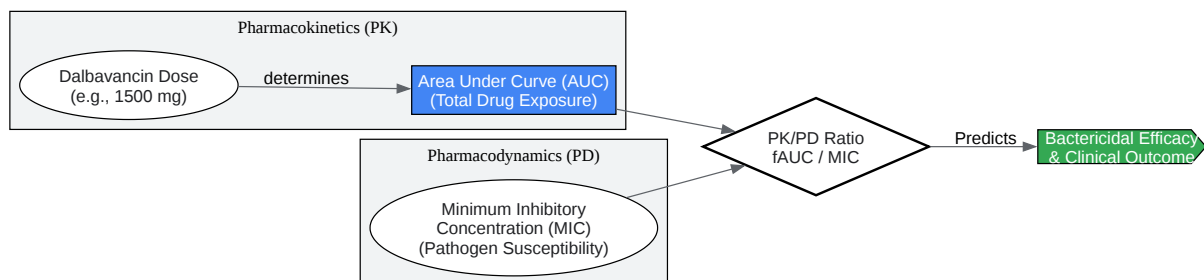 Pharmacokinetics (PK)
Dalbavancin Dose
(e.g., 1500 mg)
determines
Area Under Curve (AUC)
(Total Drug Exposure)
Pharmacodynamics (PD)
Minimum Inhibitory
Concentration (MIC)
(Pathogen Susceptibility)
PK/PD Ratio
fAUC / MIC
Predicts
Bactericidal Efficacy
& Clinical Outcome